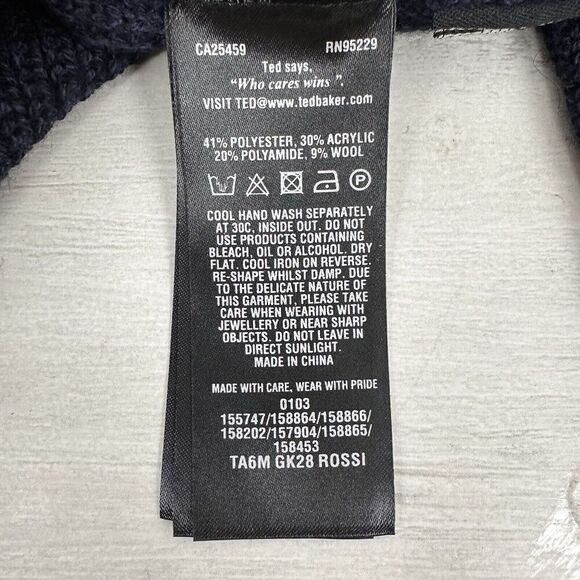 CA25459 RN95229
Ted says,
"Who cares wins".
VISIT TED@www.tedbaker.com
41% POLYESTER, 30% ACRYLIC
20% POLYAMIDE, 9% WOOL
P
COOL HAND WASH SEPARATELY
AT 30C, INSIDE OUT. DO NOT
USE PRODUCTS CONTAINING
BLEACH, OIL OR ALCOHOL. DRY
FLAT. COOL IRON ON REVERSE.
RE-SHAPE WHILST DAMP. DUE
TO THE DELICATE NATURE OF
THIS GARMENT, PLEASE TAKE
CARE WHEN WEARING WITH
JEWELLERY OR NEAR SHARP
OBJECTS. DO NOT LEAVE IN
DIRECT SUNLIGHT.
MADE IN CHINA
MADE WITH CARE, WEAR WITH PRIDE
0103
155747/158864/158866/
158202/157904/158865/
158453
TA6M GK28 ROSSI